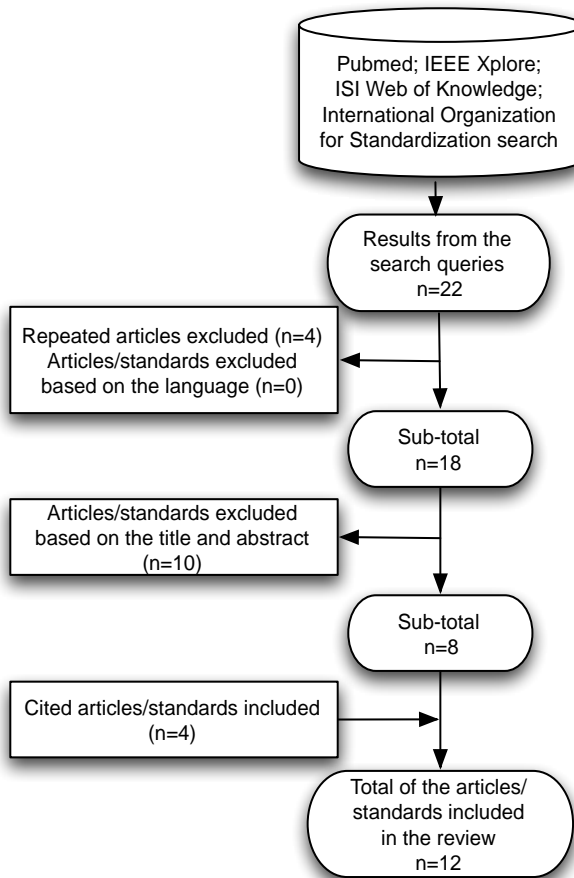 Pubmed; IEEE Xplore;
ISI Web of Knowledge;
International Organization
for Standardization search
Results from the
search queries
n=22
Repeated articles excluded (n=4)
Articles/standards excluded
based on the language (n=0)
Sub-total
n=18
Articles/standards excluded
based on the title and abstract
(n=10)
Sub-total
n=8
Cited articles/standards included
(n=4)
Total of the articles/
standards included
in the review
n=12